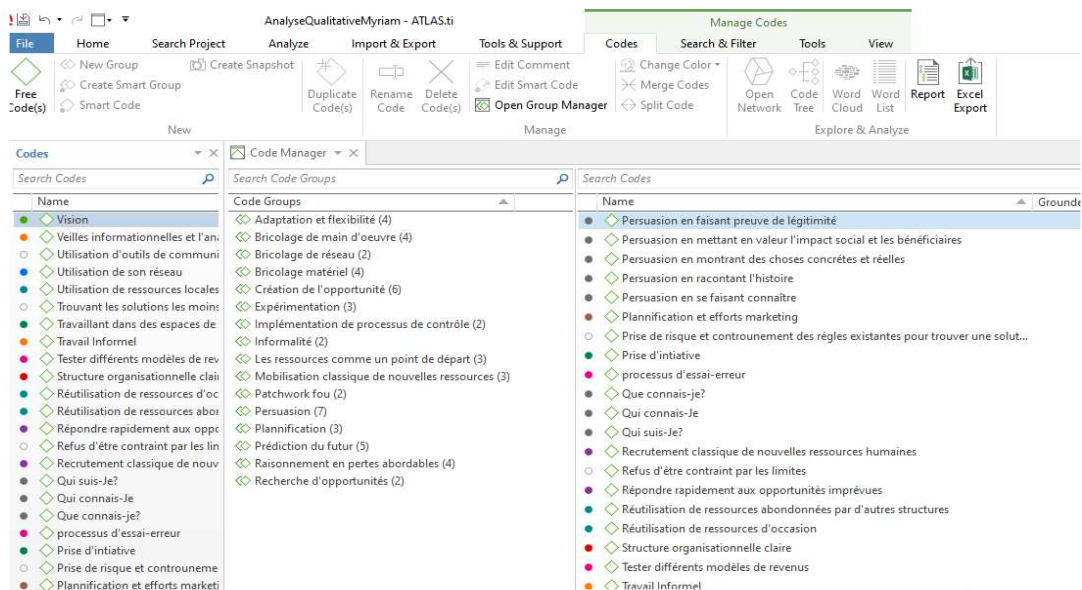 AnalyseQualitativeMyriam - ATLAS.ti
Manage Codes
File Home Search Project Analyze Import & Export Tools & Support Codes Search & Filter Tools View
New Group
Create Smart Group
Smart Code
Create Snapshot
Free
Code(s)
Duplicate
Code(s)
Rename
Code
Delete
Code(s)
Edit Comment
Edit Smart Code
Open Group Manager
Change Color
Merge Codes
Split Code
Open
Network
Code
Tree
Word
Cloud
Word
List
Report
Excel
Export
New
Manage
Explore & Analyze
Codes
Search Codes
Name
Vision
Veilles informationnelles et l'an
Utilisation d'outils de communi
Utilisation de son réseau
Utilisation de ressources locales
Trouvant les solutions les moins
Travaillant dans des espaces de
Travail Informel
Tester différents modèles de rev
Structure organisationnelle clai
Réutilisation de ressources d'oc
Réutilisation de ressources abor
Répondre rapidement aux oppo
Refus d'être contraint par les lin
Recrutement classique de nouv
Qui suis-Je?
Qui connais-Je
Que connais-je?
processus d'essai-erreur
Prise d'intiative
Prise de risque et controuneme
Plannification et efforts marketi
Code Manager
Search Code Groups
Code Groups
Adaptation et flexibilité (4)
Bricolage de main d'oeuvre (4)
Bricolage de réseau (2)
Bricolage matériel (4)
Création de l'opportunité (6)
Expérimentation (3)
Implémentation de processus de contrôle (2)
Informalité (2)
Les ressources comme un point de départ (3)
Mobilisation classique de nouvelles ressources (3)
Patchwork fou (2)
Persuasion (7)
Plannification (3)
Prédiction du futur (5)
Raisonnement en pertes abordables (4)
Recherche d'opportunités (2)
Search Codes
Name Grounde
Persuasion en faisant preuve de légitimité
Persuasion en mettant en valeur l'impact social et les bénéficiaires
Persuasion en montrant des choses concrétes et réelles
Persuasion en racontant l'histoire
Persuasion en se faisant connaître
Plannification et efforts marketing
Prise de risque et controunement des régles existantes pour trouver une solut...
Prise d'intiative
processus d'essai-erreur
Que connais-je?
Qui connais-Je
Qui suis-Je?
Recrutement classique de nouvelles ressources humaines
Refus d'être contraint par les limites
Répondre rapidement aux opportunités imprévues
Réutilisation de ressources abondonnées par d'autres structures
Réutilisation de ressources d'occasion
Structure organisationnelle claire
Tester différents modèles de revenus
Travail Informel